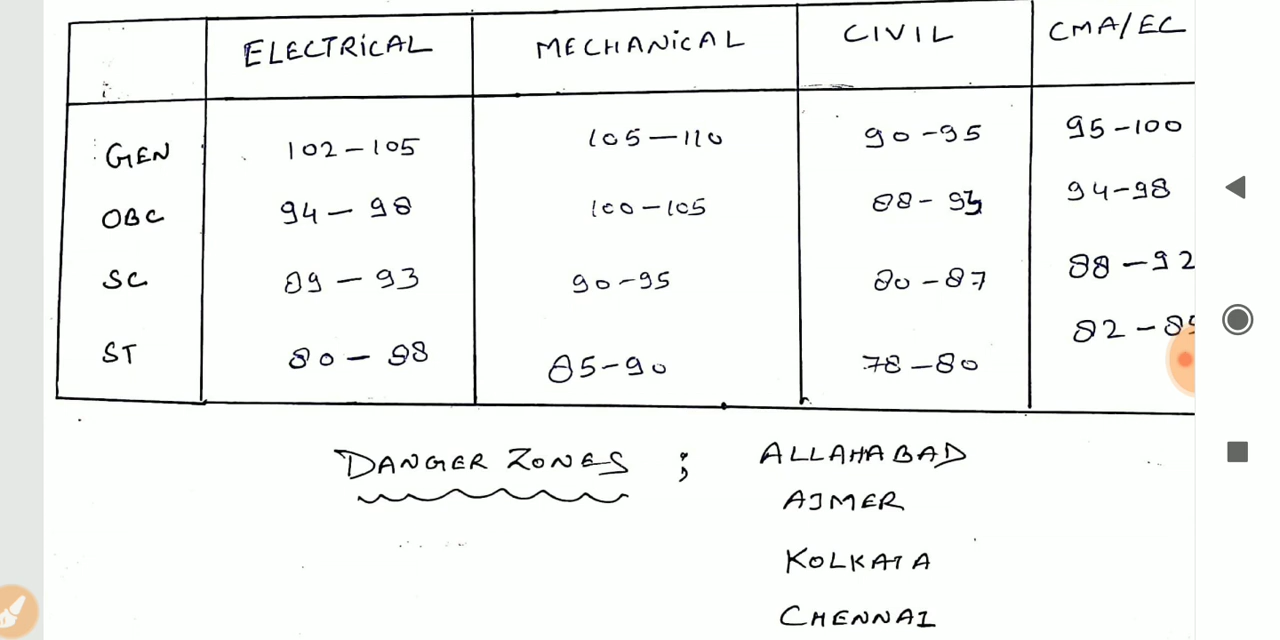 ELECTRICAL MECHANICAL CIVIL CMA/EC
GEN 102-105 105-110 90-95 95-100
OBC 94-98 100-105 88-93 94-98
SC 89-93 90-95 80-87 88-92
ST 80-88 85-90 78-80 82-85
DANGER ZONES ; ALLAHABAD
AJMER
KOLKATA
CHENNAI